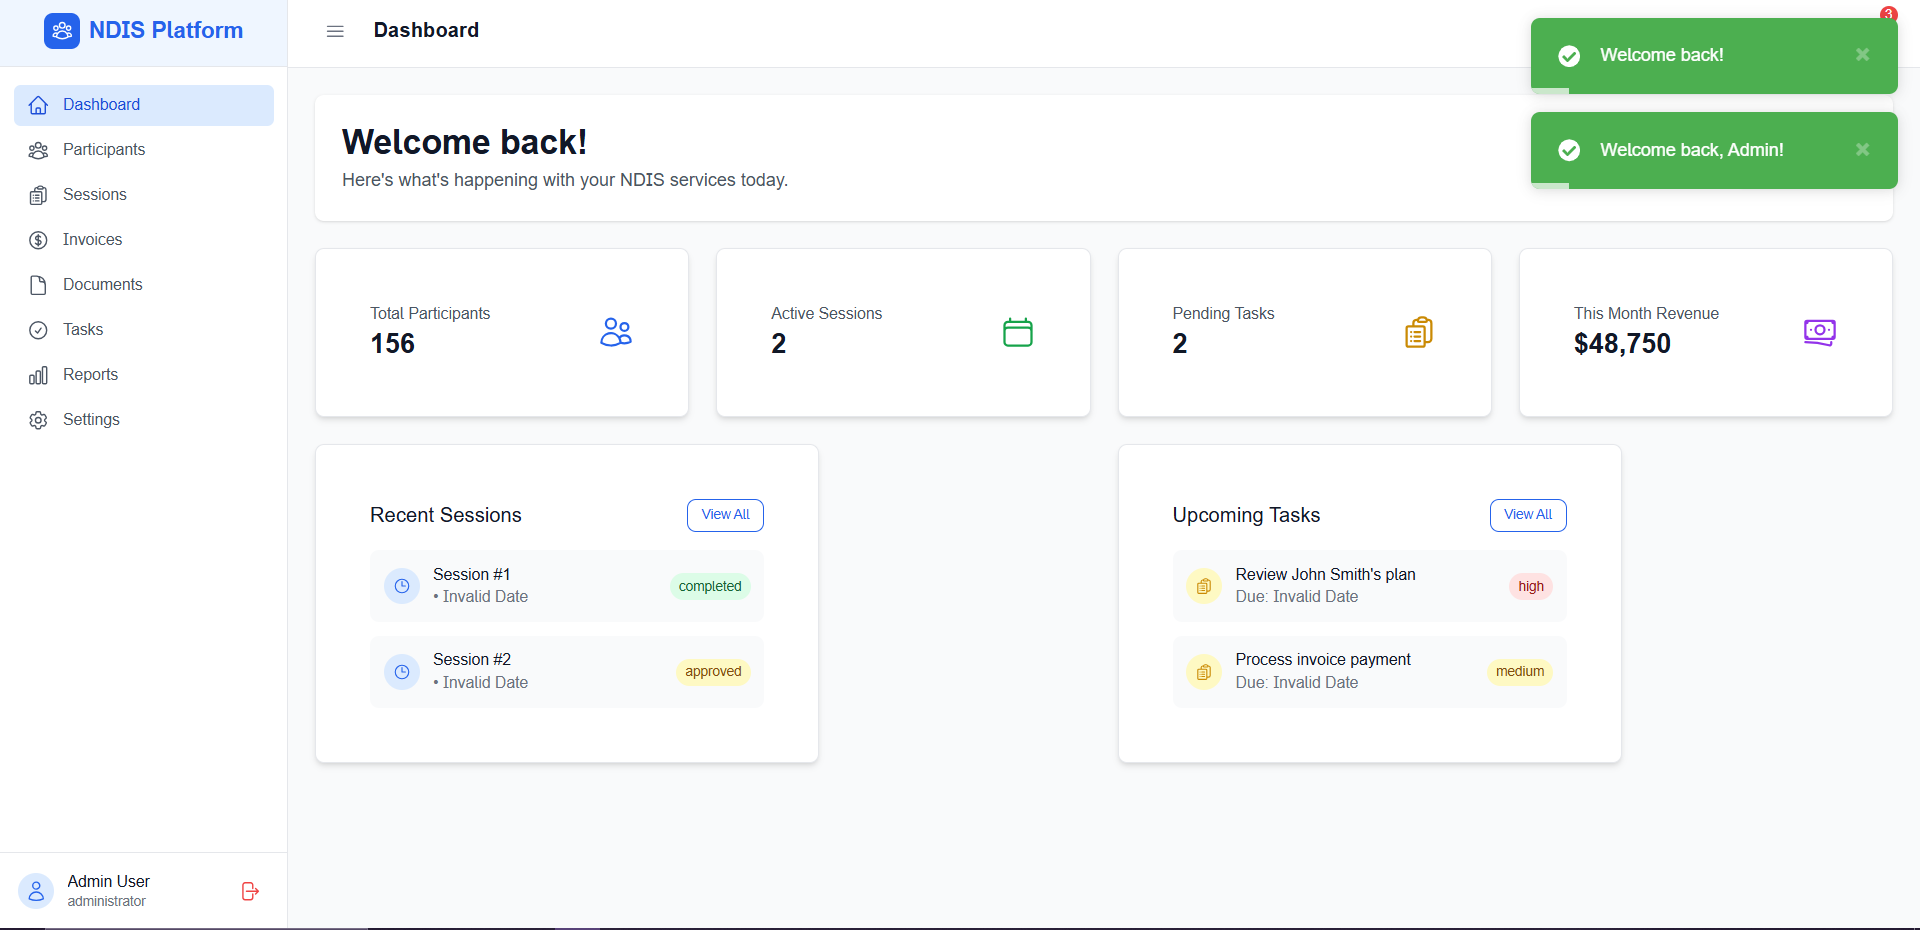 NDIS Platform
Dashboard
Participants
Sessions
Invoices
Documents
Tasks
Reports
Settings
Admin User
administrator
Dashboard
3
Welcome back!
Welcome back, Admin!
Welcome back!
Here's what's happening with your NDIS services today.
Total Participants
156
Active Sessions
2
Pending Tasks
2
This Month Revenue
$48,750
Recent Sessions
View All
Session #1
• Invalid Date
completed
Session #2
• Invalid Date
approved
Upcoming Tasks
View All
Review John Smith's plan
Due: Invalid Date
high
Process invoice payment
Due: Invalid Date
medium